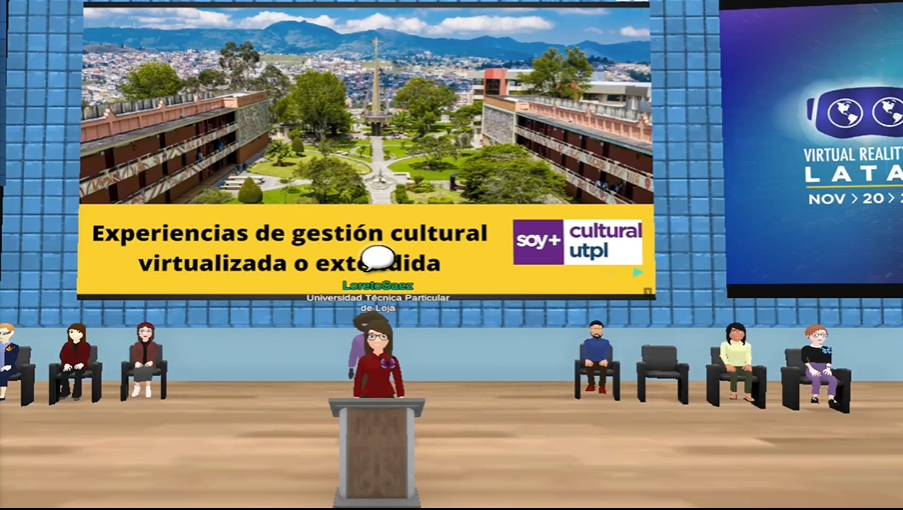 Experiencias de gestión cultural
virtualizada o extendida
soy+
cultural
utpl
LoretoSaez
Universidad Técnica Particular
de Loja
VIRTUAL REALITY
LATA
NOV > 20 >